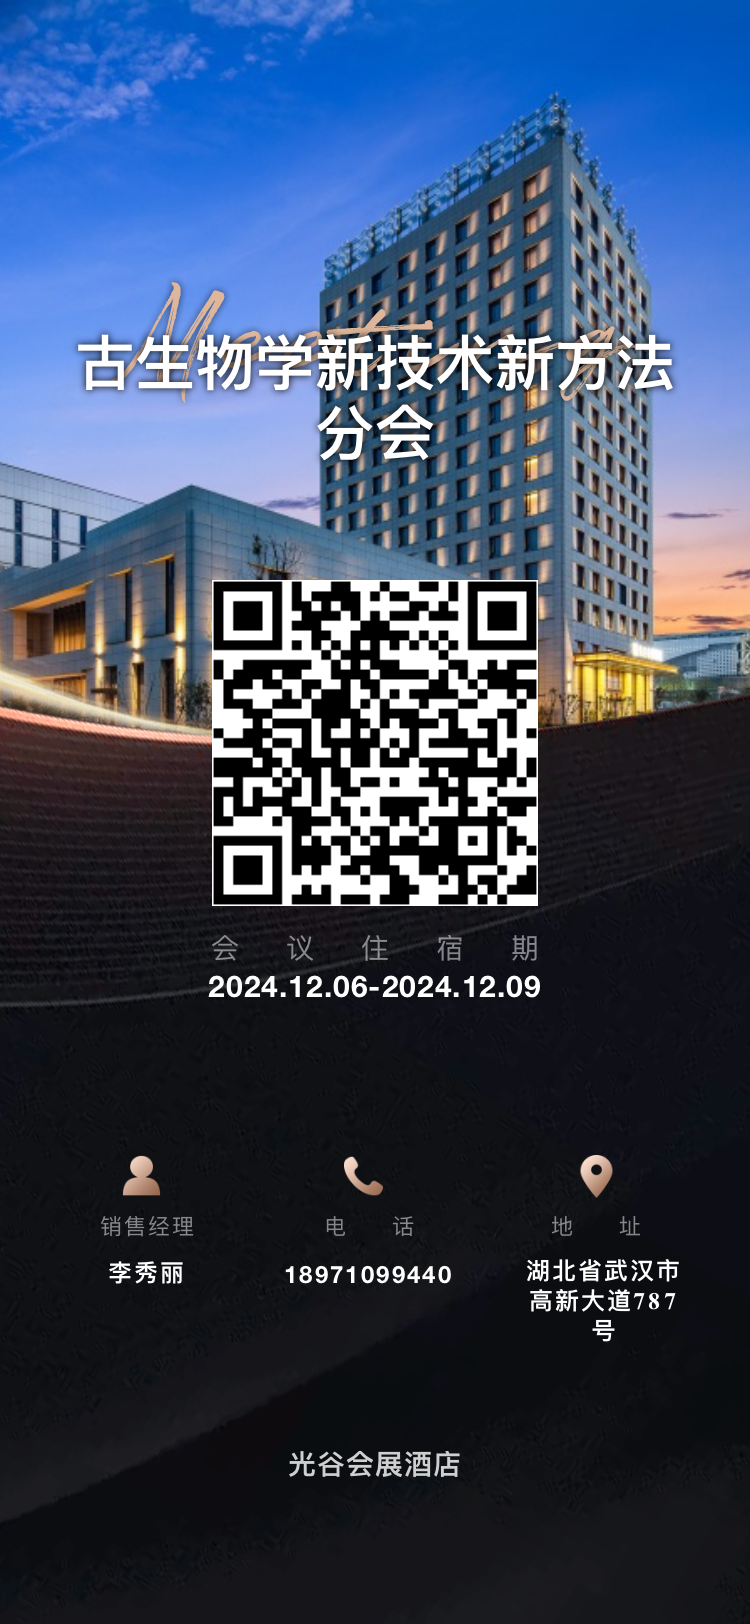 Meeting
古生物学新技术新方法
分会
会议住宿期
2024.12.06-2024.12.09
销售经理
电话
地址
李秀丽
18971099440
湖北省武汉市
高新大道787
号
光谷会展酒店